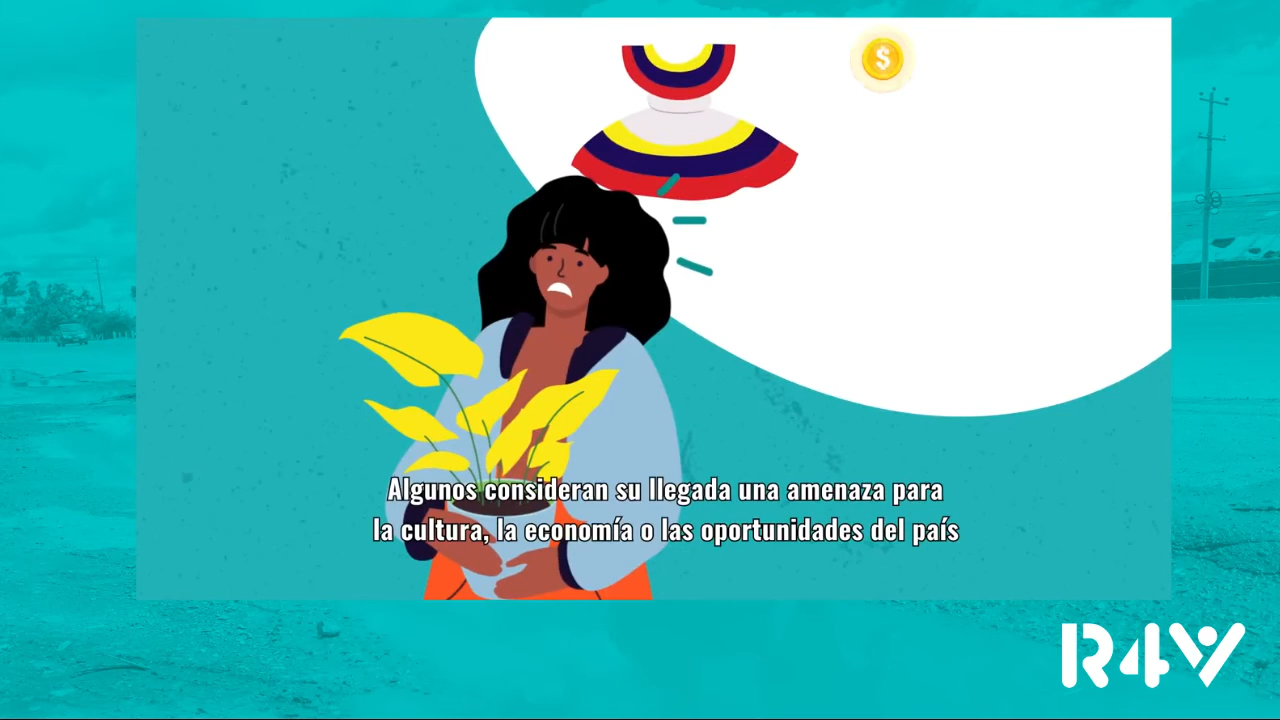 $
Algunos consideran su llegada una amenaza para
la cultura, la economía o las oportunidades del país
R4V